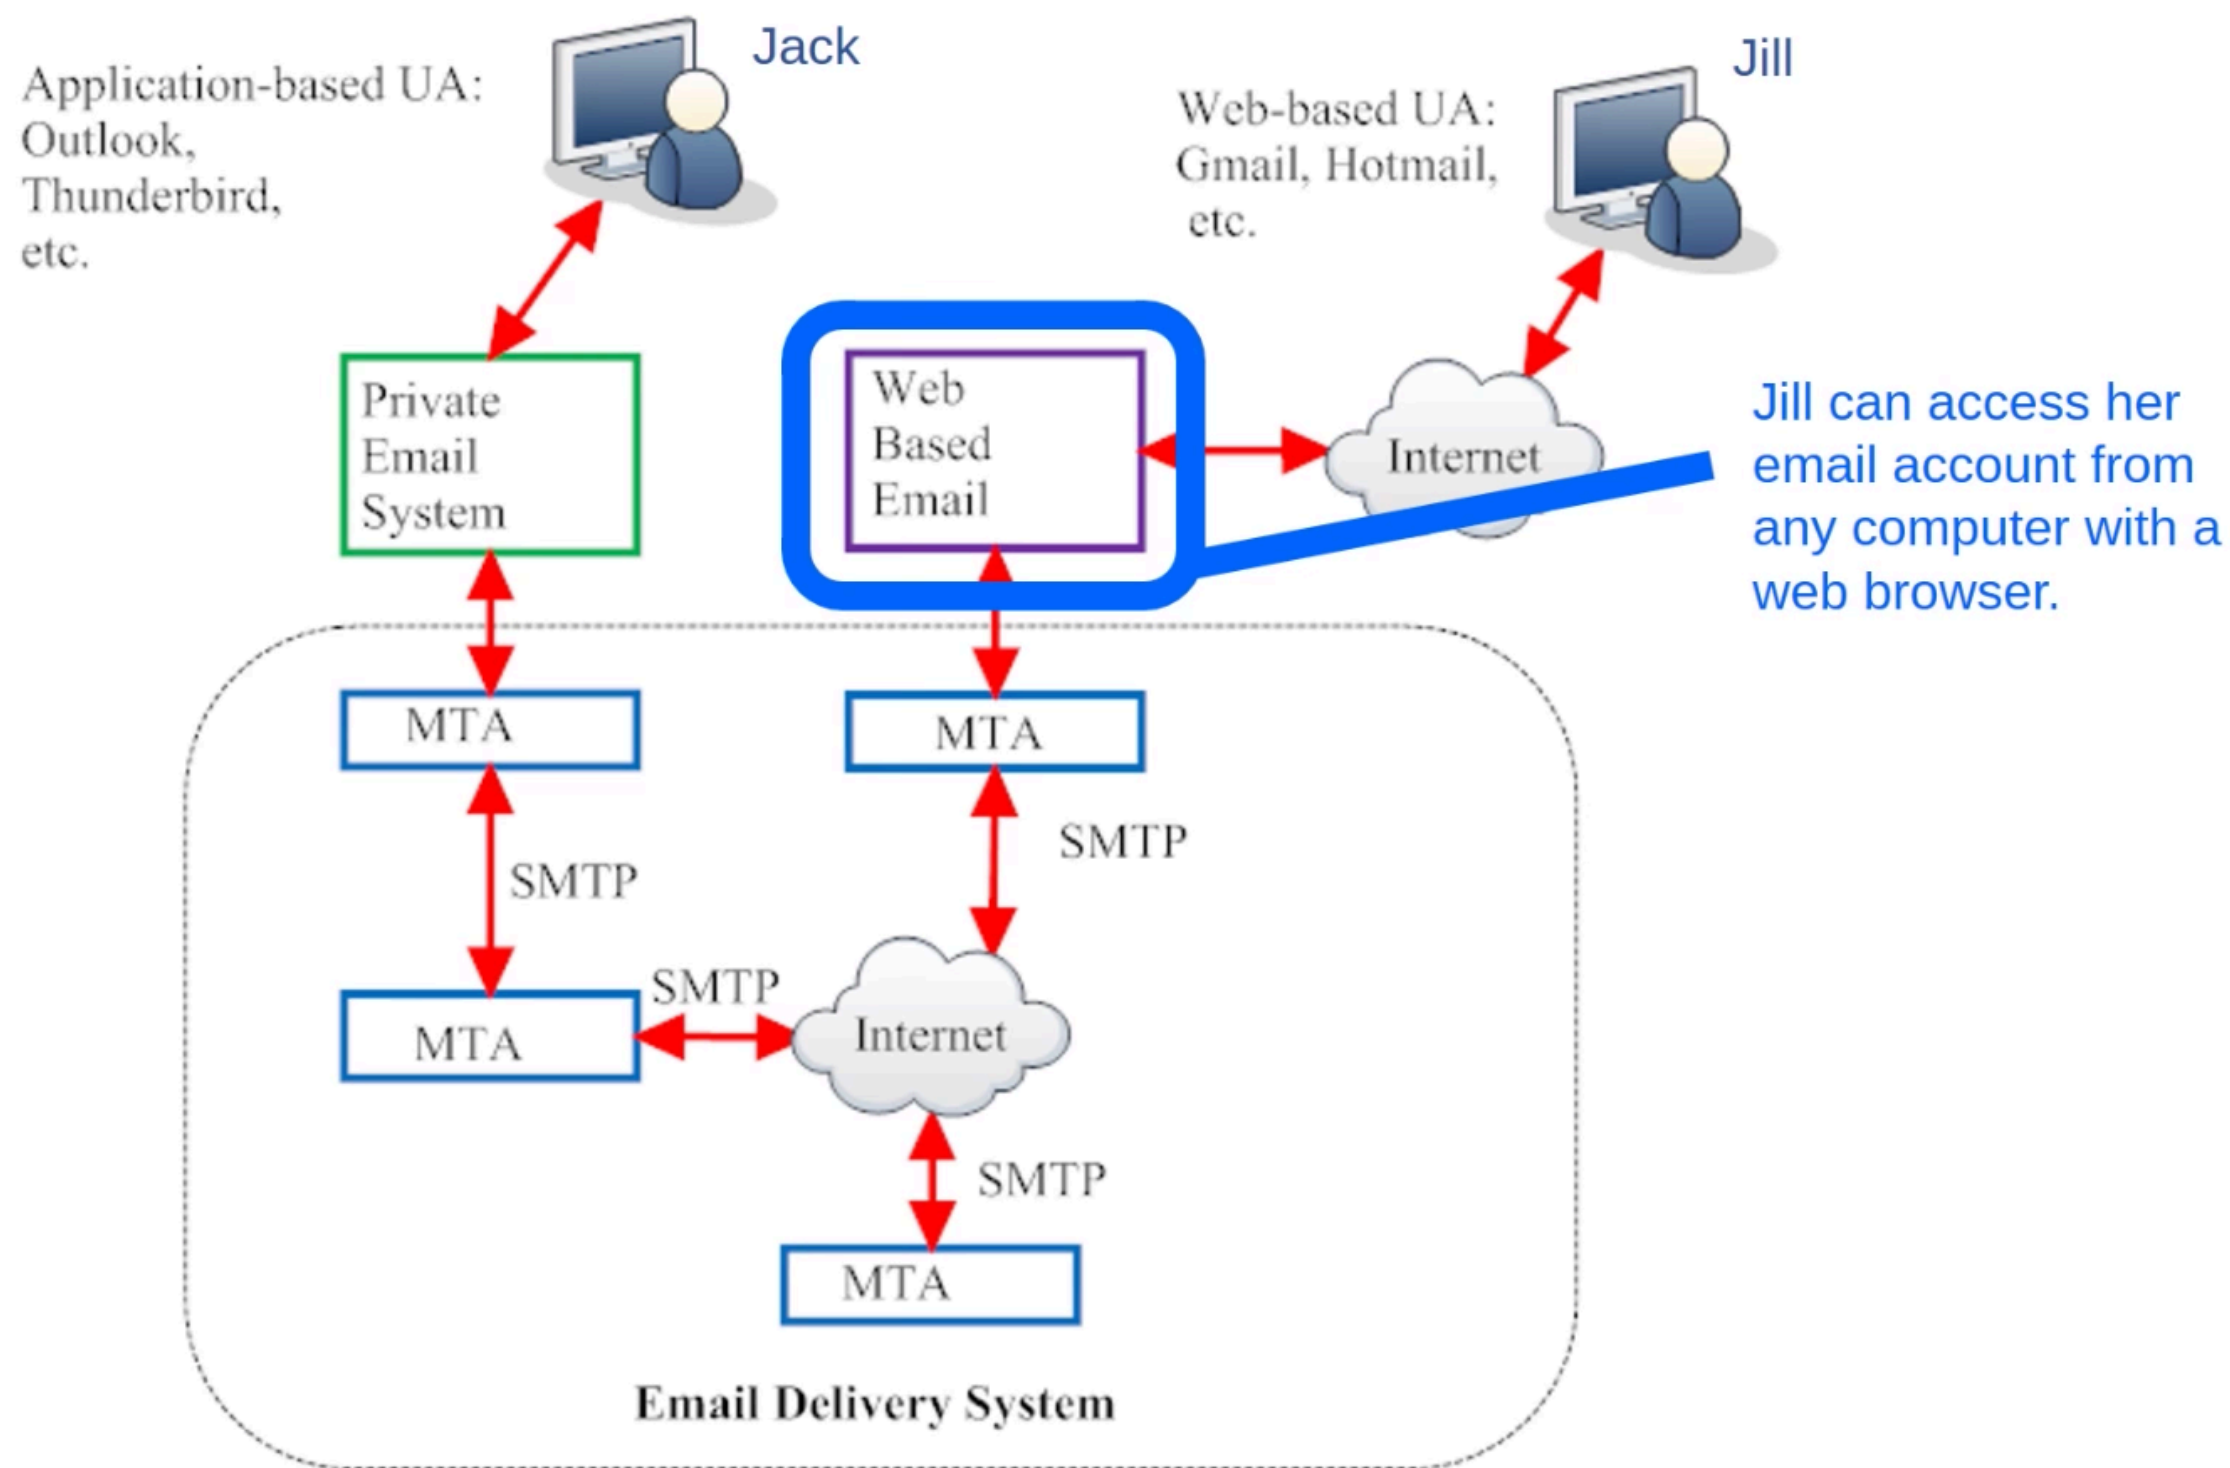 Jack
Application-based UA:
Outlook,
Thunderbird,
etc.
Jill
Web-based UA:
Gmail, Hotmail,
etc.
Private
Email
System
Web
Based
Email
Internet
Jill can access her
email account from
any computer with a
web browser.
MTA
MTA
SMTP
SMTP
MTA
SMTP
Internet
SMTP
MTA
Email Delivery System